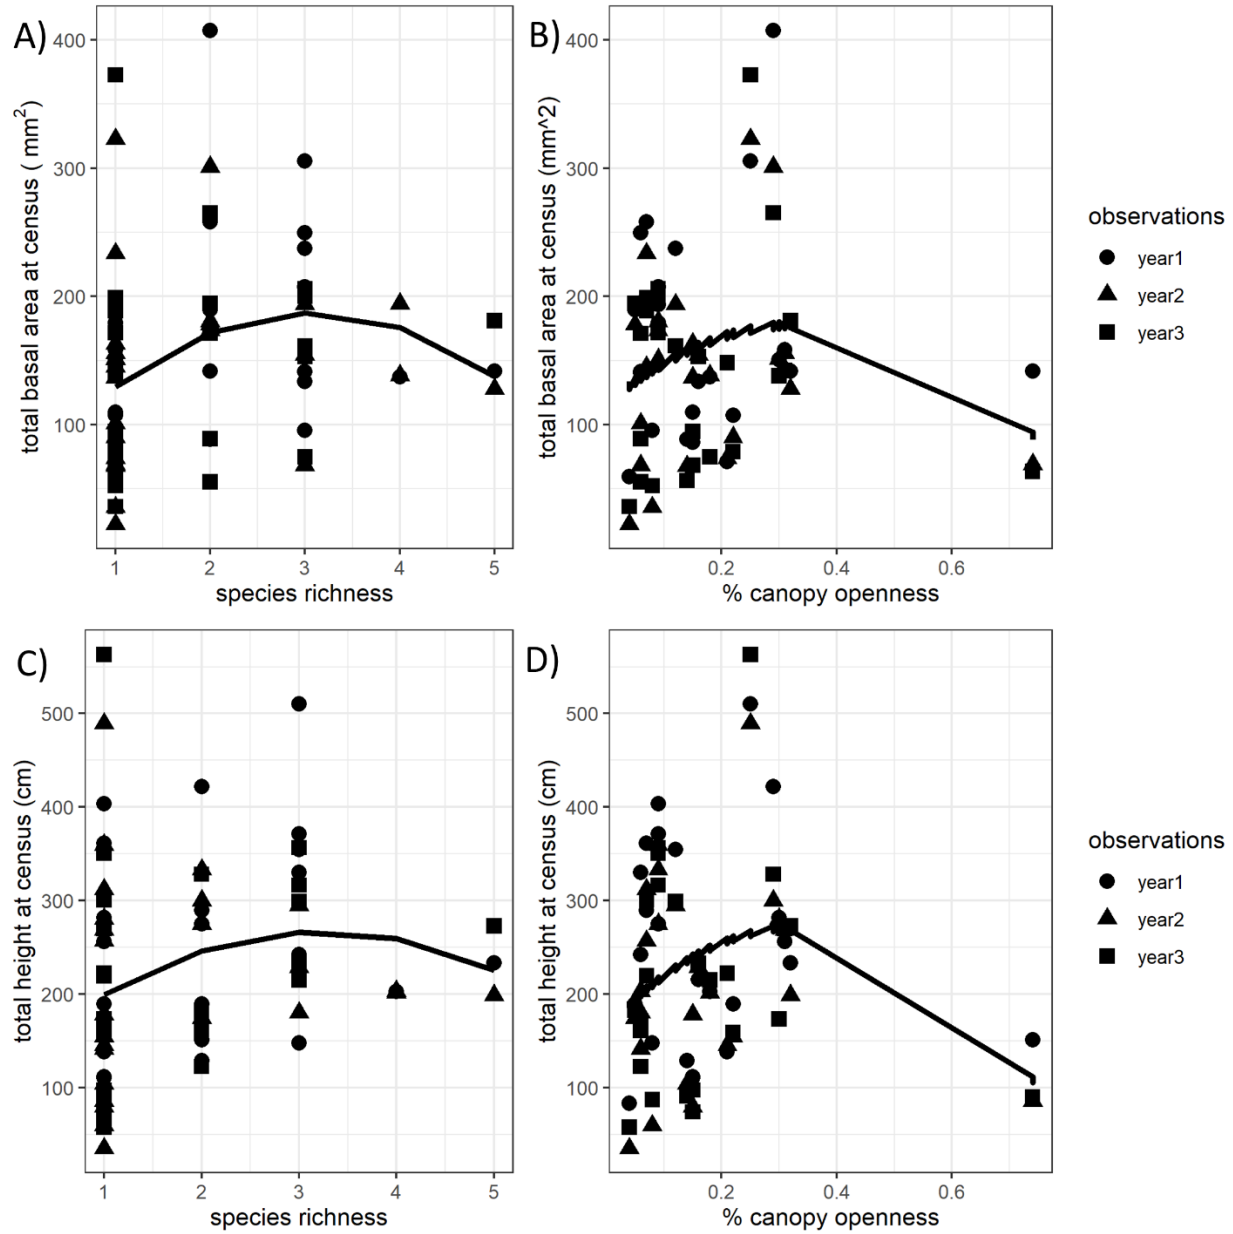 A)
total basal area at census ( mm²)
400
300
200
100
1 2 3 4 5
species richness
B)
total basal area at census (mm^2)
400
300
200
100
0.2 0.4 0.6
% canopy openness
observations
year1
year2
year3
C)
total height at census (cm)
500
400
300
200
100
1 2 3 4 5
species richness
D)
total height at census (cm)
500
400
300
200
100
0.2 0.4 0.6
% canopy openness
observations
year1
year2
year3